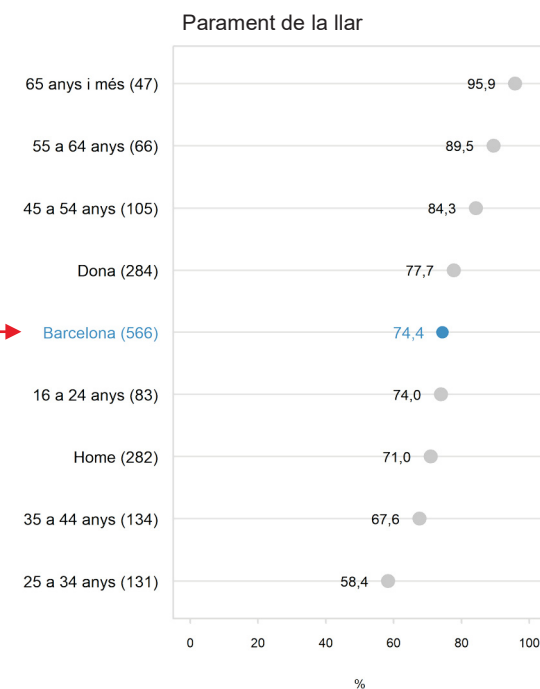 Parament de la llar
65 anys i més (47) 95,9
55 a 64 anys (66) 89,5
45 a 54 anys (105) 84,3
Dona (284) 77,7
Barcelona (566) 74,4
16 a 24 anys (83) 74,0
Home (282) 71,0
35 a 44 anys (134) 67,6
25 a 34 anys (131) 58,4
0 20 40 60 80 100
%